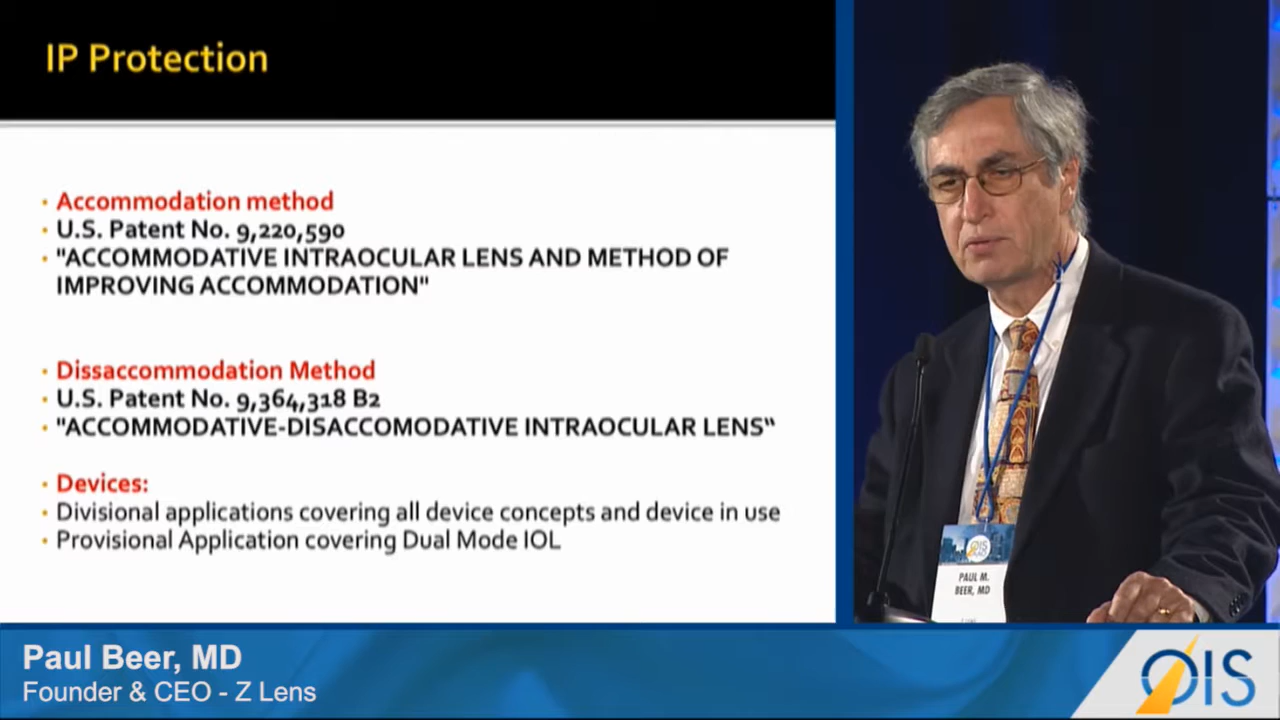 IP Protection
Accommodation method
U.S. Patent No. 9,220,590
"ACCOMMODATIVE INTRAOCULAR LENS AND METHOD OF
IMPROVING ACCOMMODATION"
Dissaccommodation Method
U.S. Patent No. 9,364,318 B2
"ACCOMMODATIVE-DISACCOMODATIVE INTRAOCULAR LENS“
Devices:
Divisional applications covering all device concepts and device in use
Provisional Application covering Dual Mode IOL
OIS
PAUL M.
BEER, MD
Paul Beer, MD
Founder & CEO - Z Lens
OIS